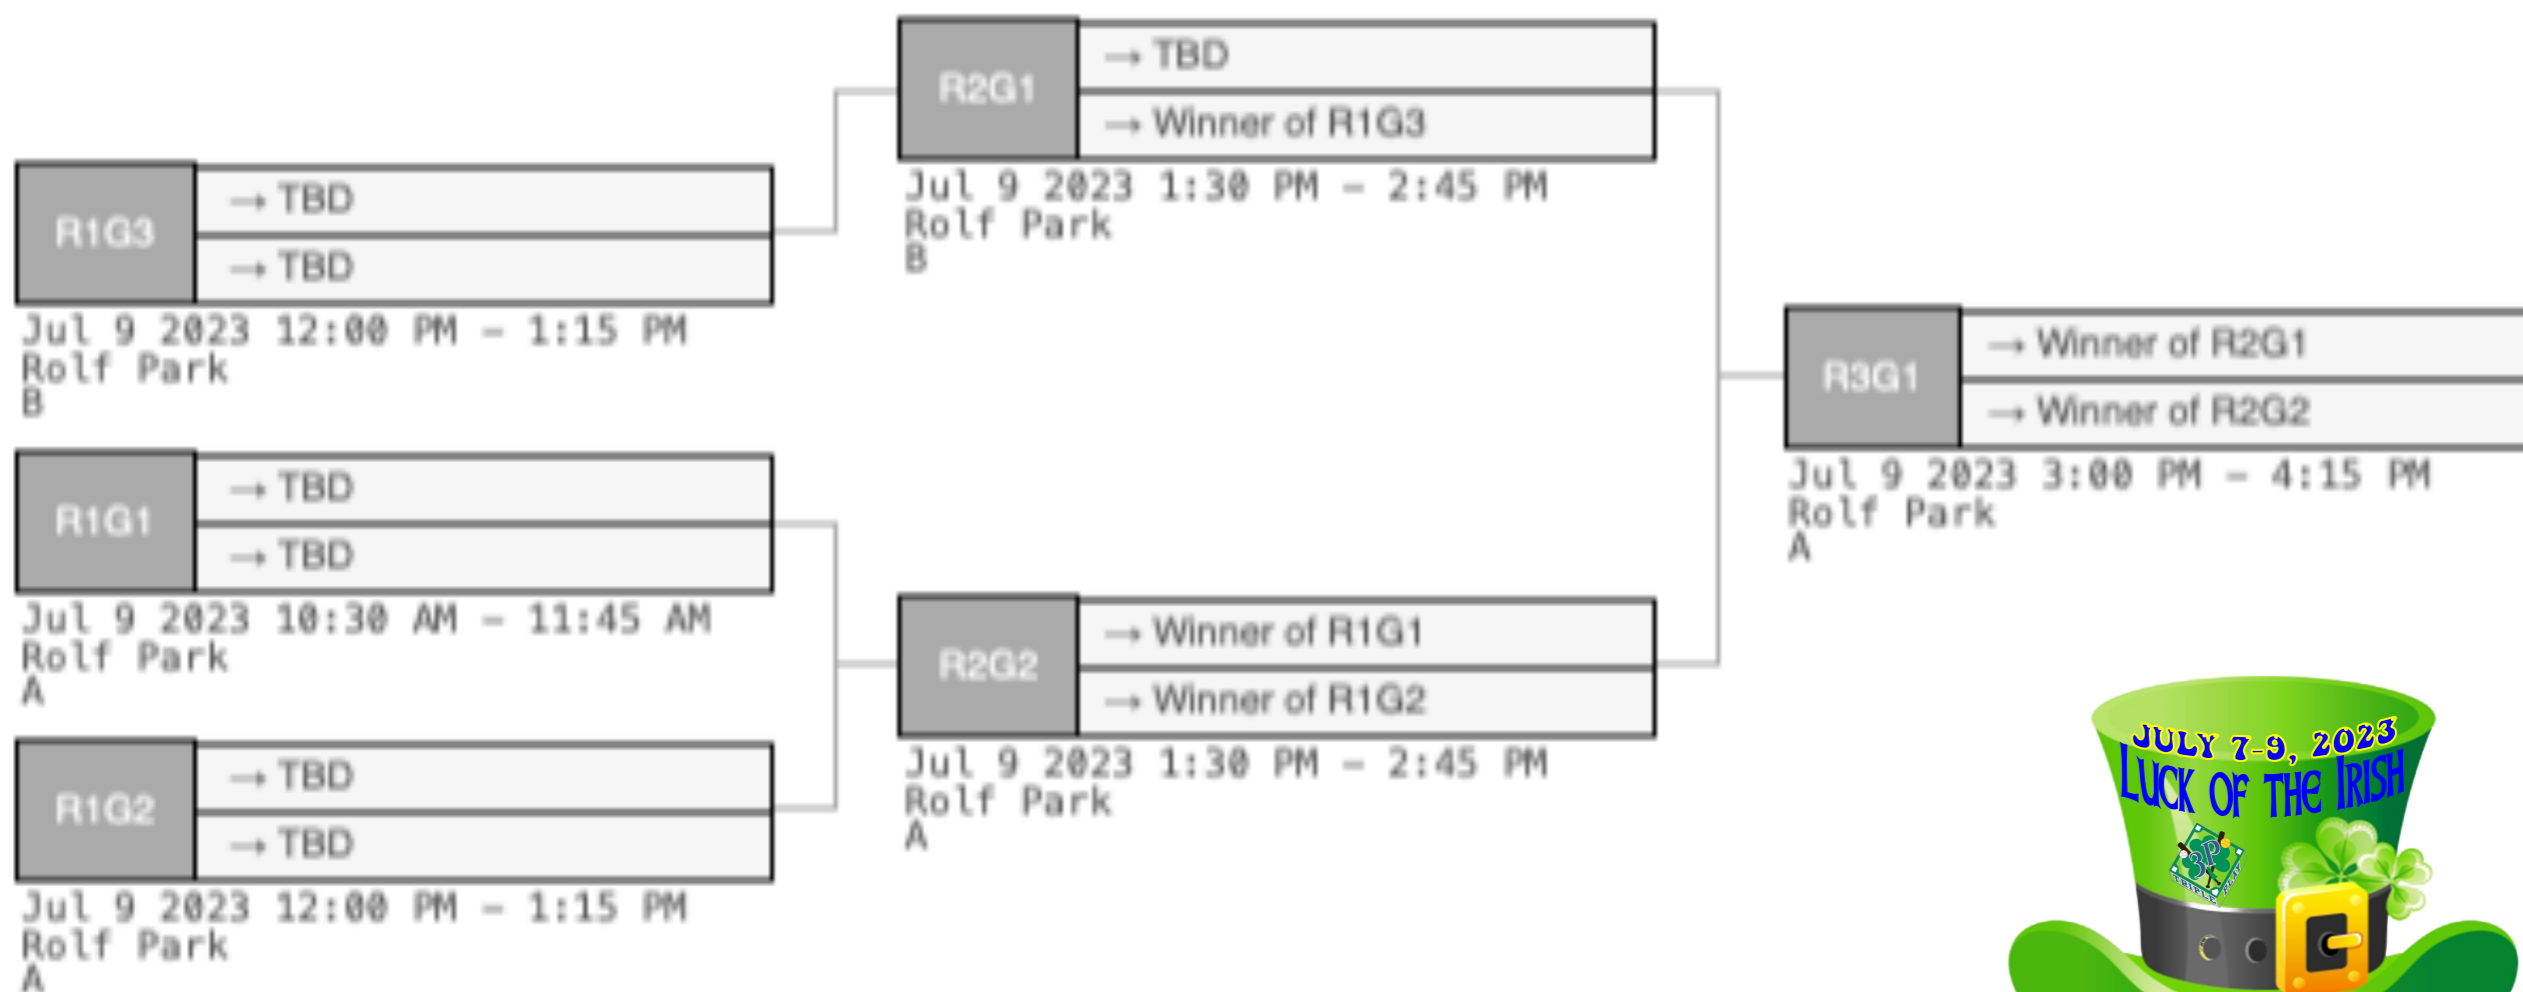 R1G3
→ TBD
→ TBD
Jul 9 2023 12:00 PM – 1:15 PM
Rolf Park
B
R1G1
→ TBD
→ TBD
Jul 9 2023 10:30 AM – 11:45 AM
Rolf Park
A
R1G2
→ TBD
→ TBD
Jul 9 2023 12:00 PM – 1:15 PM
Rolf Park
A
R2G1
→ TBD
→ Winner of R1G3
Jul 9 2023 1:30 PM – 2:45 PM
Rolf Park
B
R2G2
→ Winner of R1G1
→ Winner of R1G2
Jul 9 2023 1:30 PM – 2:45 PM
Rolf Park
A
R3G1
→ Winner of R2G1
→ Winner of R2G2
Jul 9 2023 3:00 PM – 4:15 PM
Rolf Park
A
JULY 7-9, 2023
LUCK OF THE IRISH
3P
TRIPLE PLAY